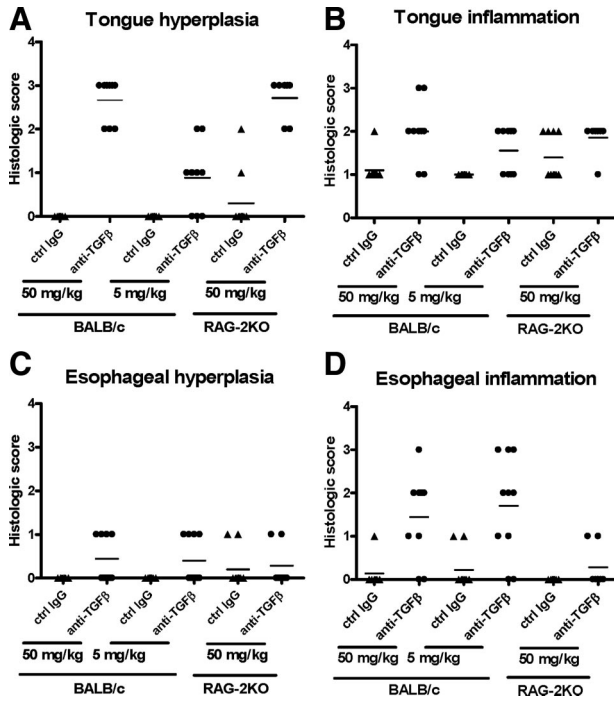 A
Tongue hyperplasia
Histologic score
4
3
2
1
0
ctrl IgG anti-TGFβ ctrl IgG anti-TGFβ ctrl IgG anti-TGFβ
50 mg/kg 5 mg/kg 50 mg/kg
BALB/c RAG-2KO
B
Tongue inflammation
Histologic score
4
3
2
1
ctrl IgG anti-TGFβ ctrl IgG anti-TGFβ ctrl IgG anti-TGFβ
50 mg/kg 5 mg/kg 50 mg/kg
BALB/c RAG-2KO
C
Esophageal hyperplasia
Histologic score
4
3
2
1
0
ctrl IgG anti-TGFβ ctrl IgG anti-TGFβ ctrl IgG anti-TGFβ
50 mg/kg 5 mg/kg 50 mg/kg
BALB/c RAG-2KO
D
Esophageal inflammation
Histologic score
4
3
2
1
0
ctrl IgG anti-TGFβ ctrl IgG anti-TGFβ ctrl IgG anti-TGFβ
50 mg/kg 5 mg/kg 50 mg/kg
BALB/c RAG-2KO